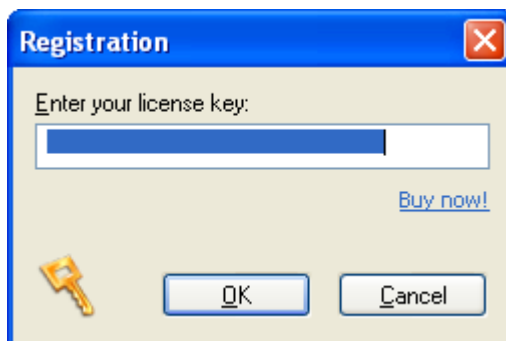 Registration
Enter your license key:
Buy now!
OK
Cancel